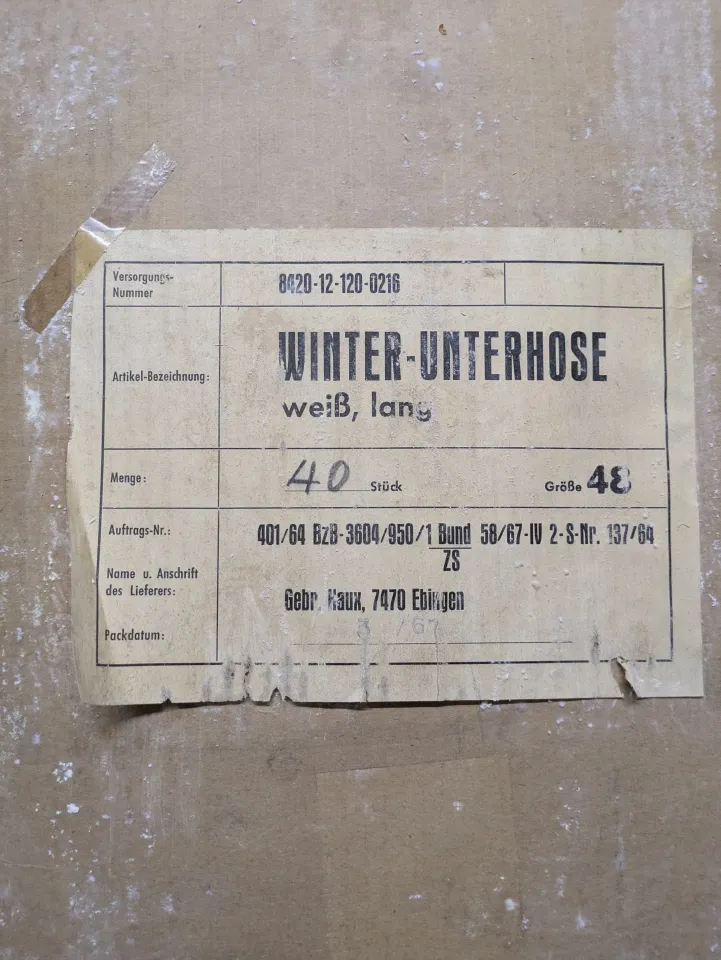 Versorgungs-
Nummer
8420-12-120-0216
Artikel-Bezeichnung:
WINTER-UNTERHOSE
weiß, lang
Menge:
40 Stück
Größe 48
Auftrags-Nr.:
401/64 BzB-3604/950/1 Bund 58/67-IV 2-S-Nr. 137/64
ZS
Name u. Anschrift
des Lieferers:
Gebr. Haux, 7470 Ebingen
Packdatum:
3 /67